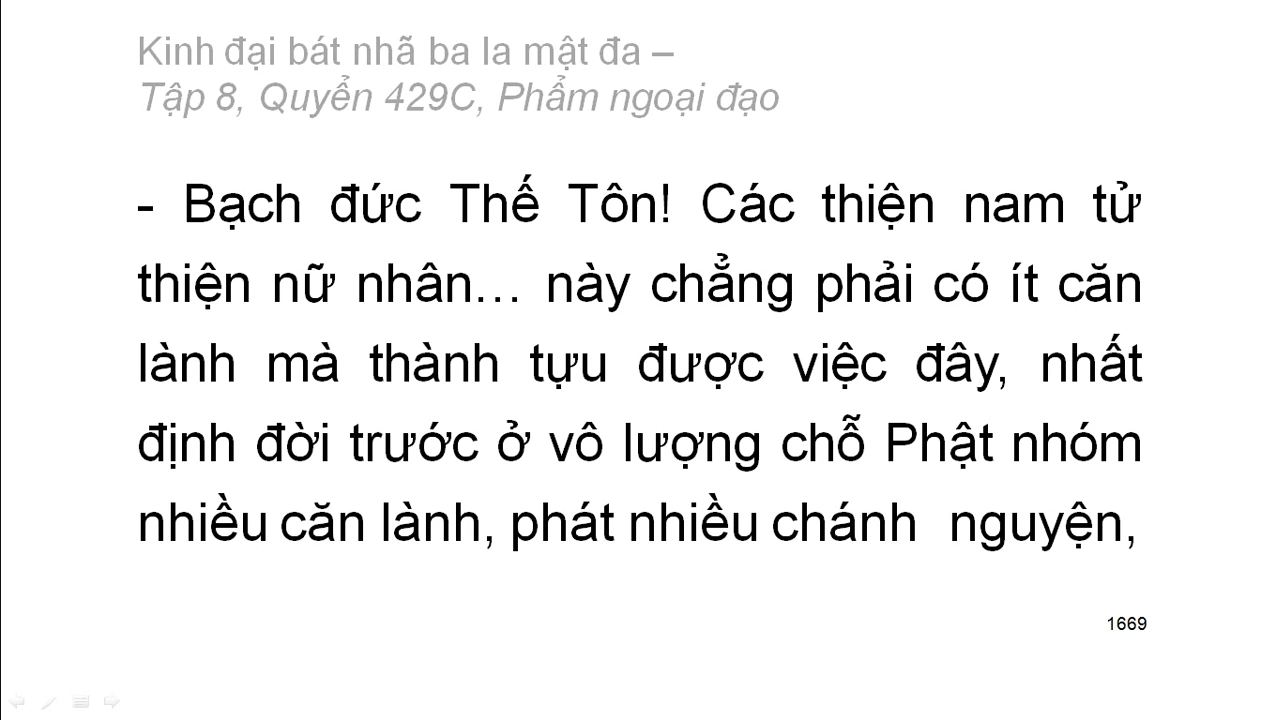 Kinh đại bát nhã ba la mật đa –
Tập 8, Quyển 429C, Phẩm ngoại đạo
- Bạch đức Thế Tôn! Các thiện nam tử
thiện nữ nhân… này chẳng phải có ít căn
lành mà thành tựu được việc đây, nhất
định đời trước ở vô lượng chỗ Phật nhóm
nhiều căn lành, phát nhiều chánh nguyện,
1669